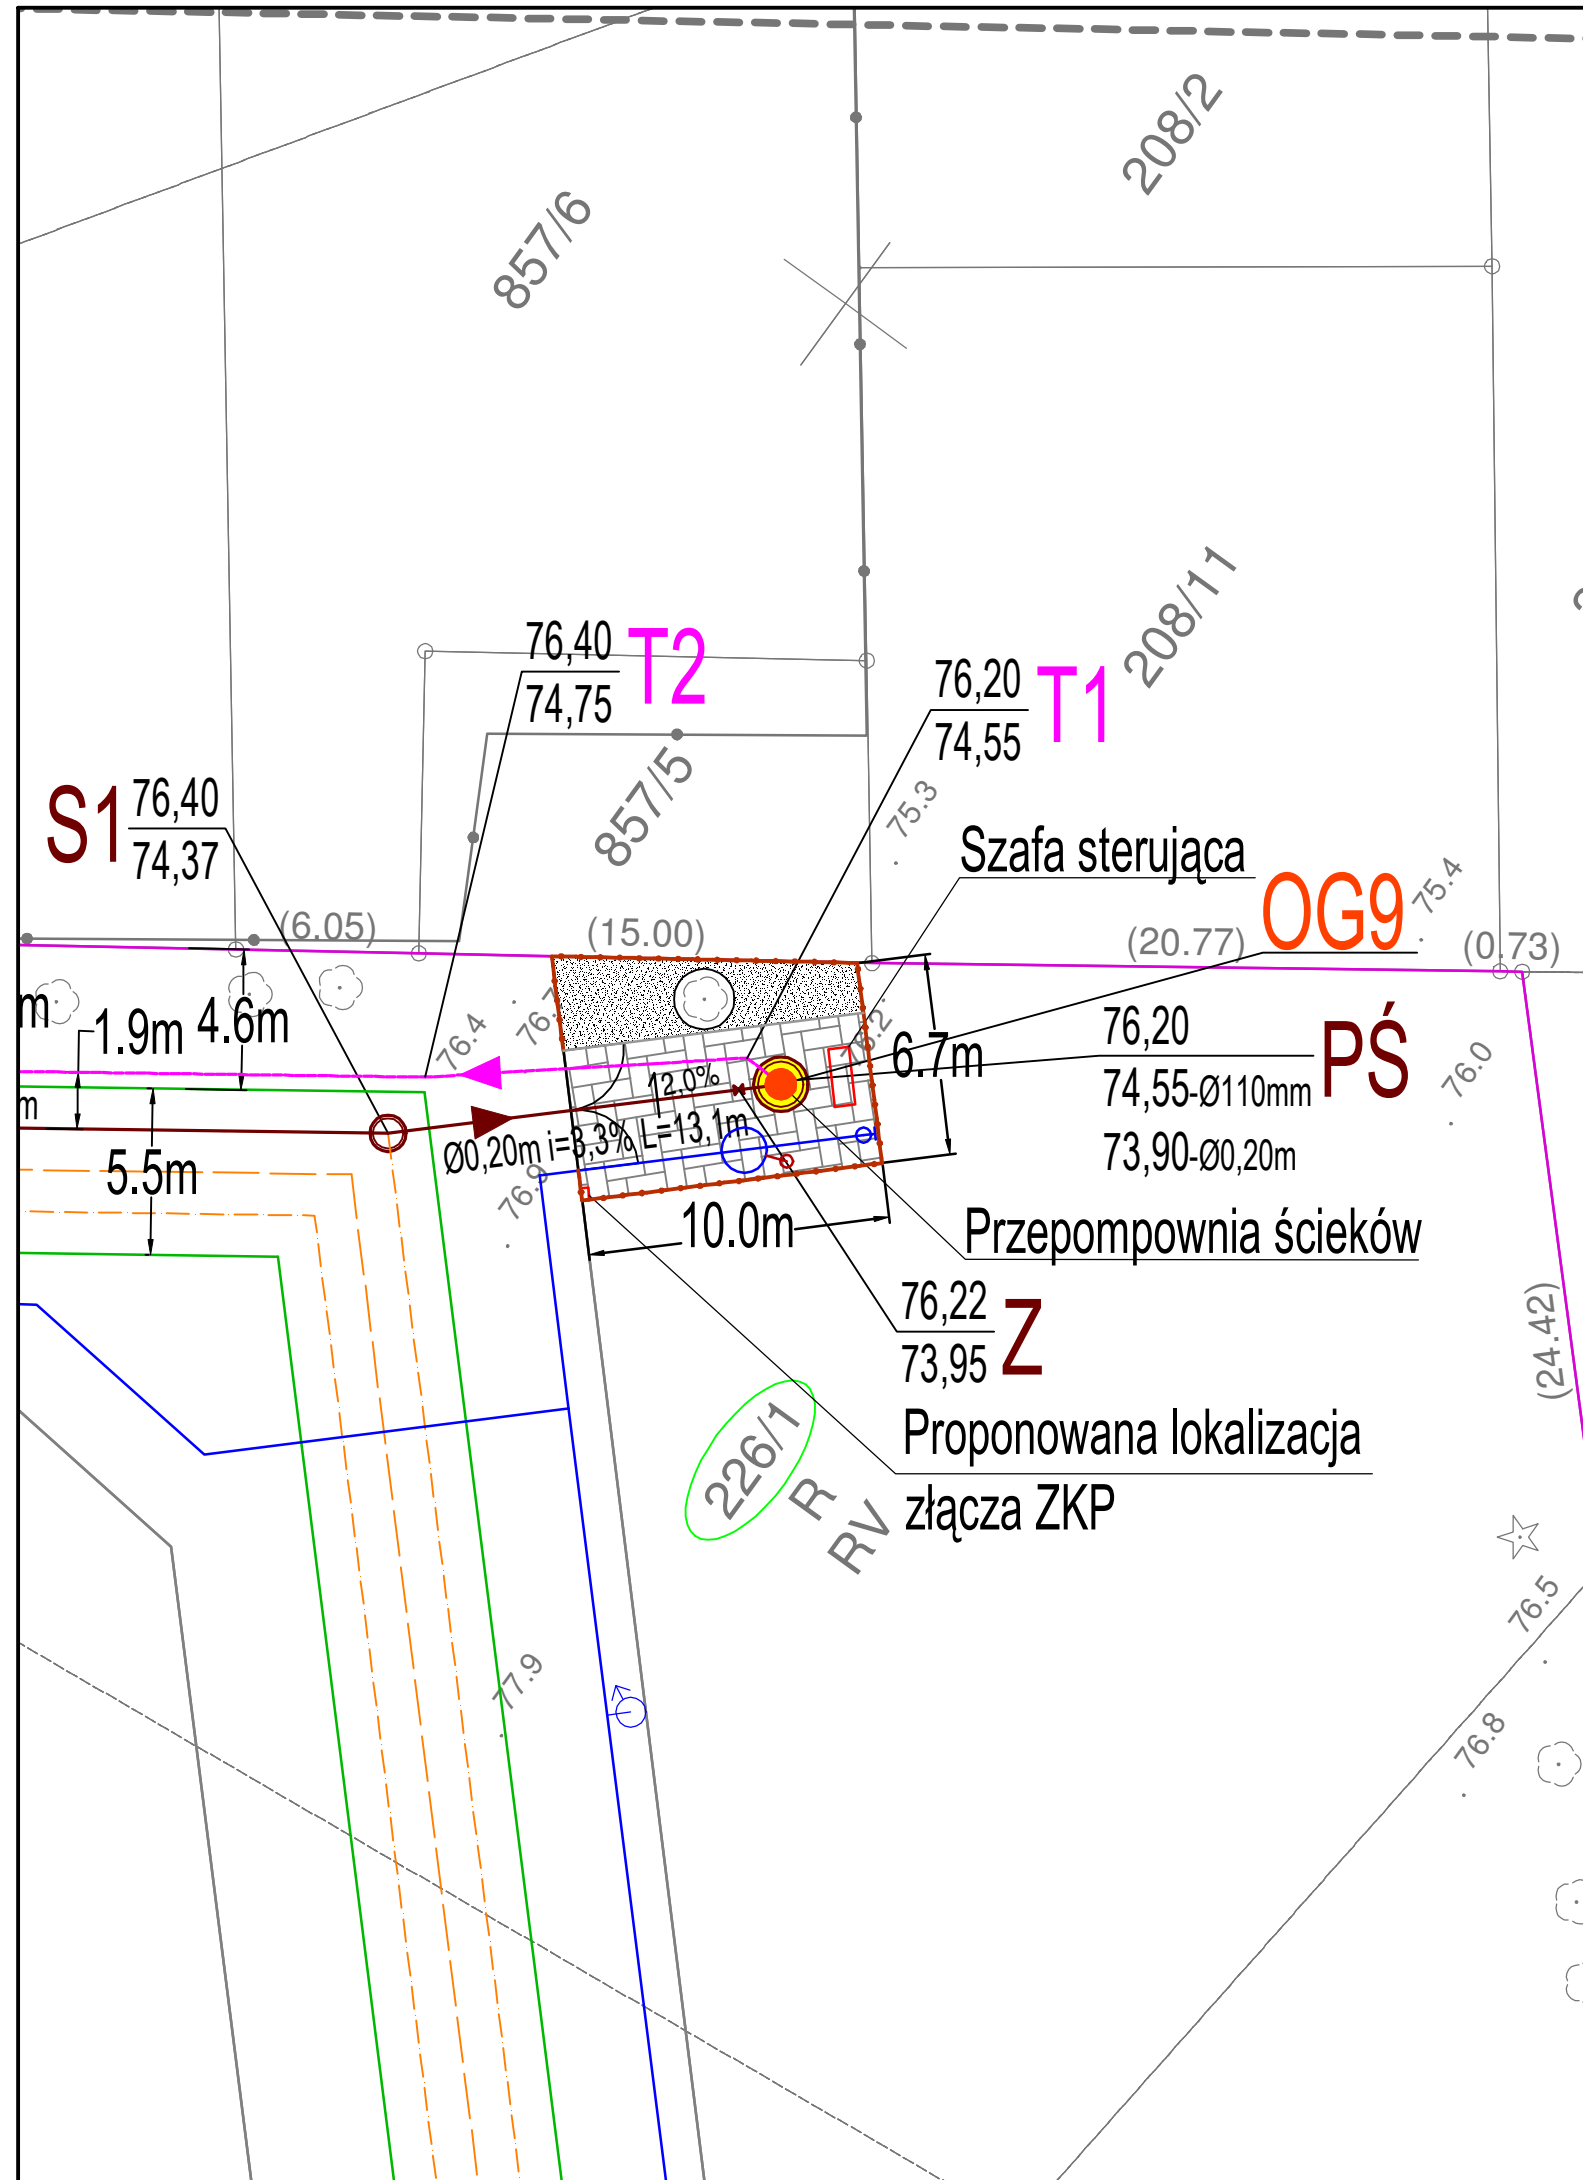 208/2
857/6
208/11
76,40
T2
74,75
76,20
T1
74,55
857/5
S1
76,40
74,37
75.3
Szafa sterująca
OG9
75.4
(6.05)
(15.00)
(20.77)
(0.73)
m
1.9m
4.6m
76.4
76.2
6.7m
76,20
PŚ
74,55-Ø110mm
73,90-Ø0,20m
76.0
m
12,0%
Ø0,20m i=3,3% L=13,1m
5.5m
76.9
10.0m
Przepompownia ścieków
76,22
Z
73,95
(24.42)
226/1
R
RV
Proponowana lokalizacja
złącza ZKP
76.5
77.9
76.8